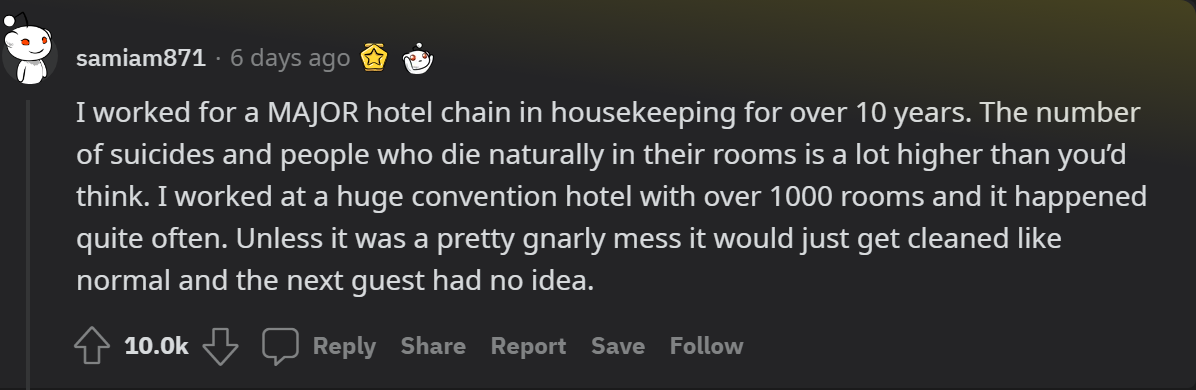 samiam871 · 6 days ago
I worked for a MAJOR hotel chain in housekeeping for over 10 years. The number
of suicides and people who die naturally in their rooms is a lot higher than you’d
think. I worked at a huge convention hotel with over 1000 rooms and it happened
quite often. Unless it was a pretty gnarly mess it would just get cleaned like
normal and the next guest had no idea.
10.0k Reply Share Report Save Follow